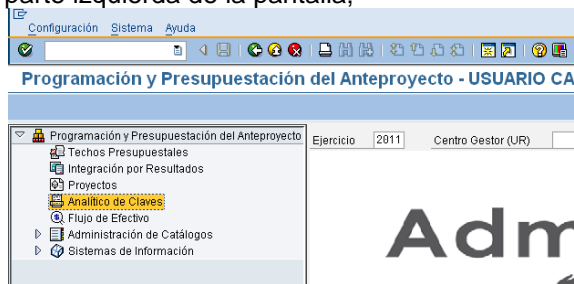 parte izquierda de la pantalla,
Configuración Sistema Ayuda
Programación y Presupuestación del Anteproyecto - USUARIO CA
Programación y Presupuestación del Anteproyecto
Ejercicio 2011 Centro Gestor (UR)
Techos Presupuestales
Integración por Resultados
Proyectos
Analítico de Claves
Flujo de Efectivo
Administración de Catálogos
Sistemas de Información
Adm